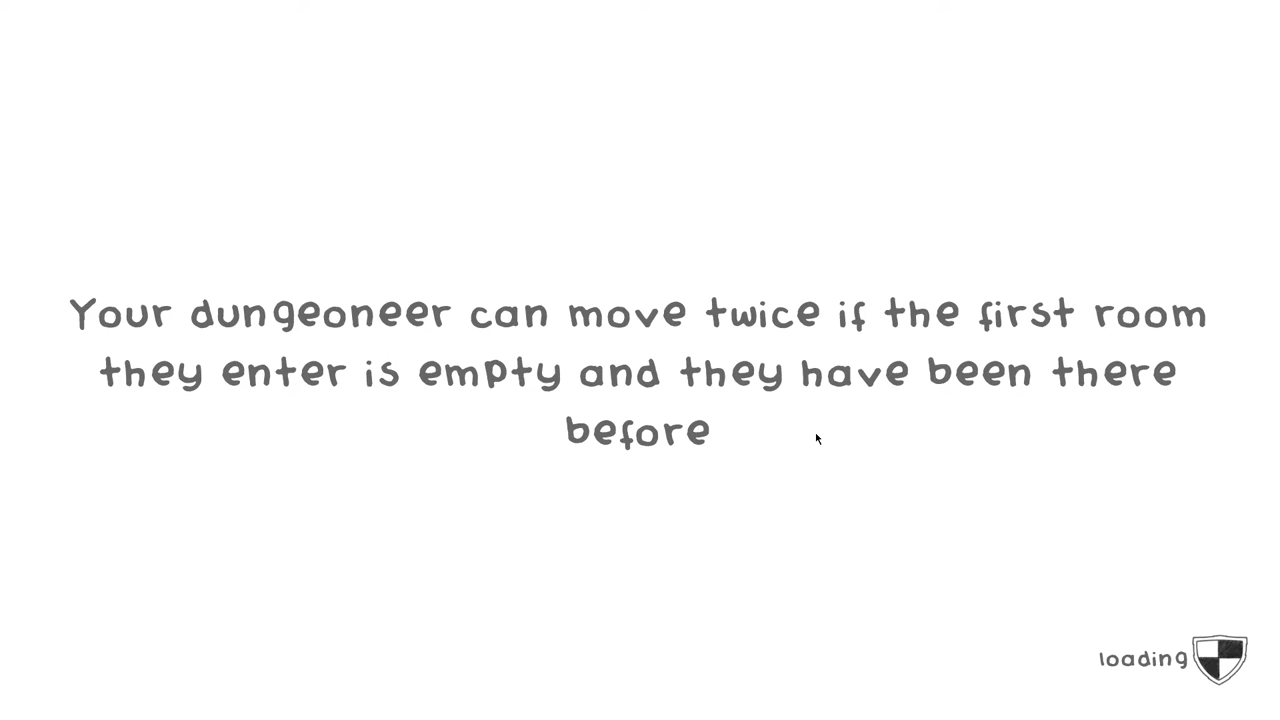 Your dungeoneer can move twice if the first room
they enter is empty and they have been there
before
loading